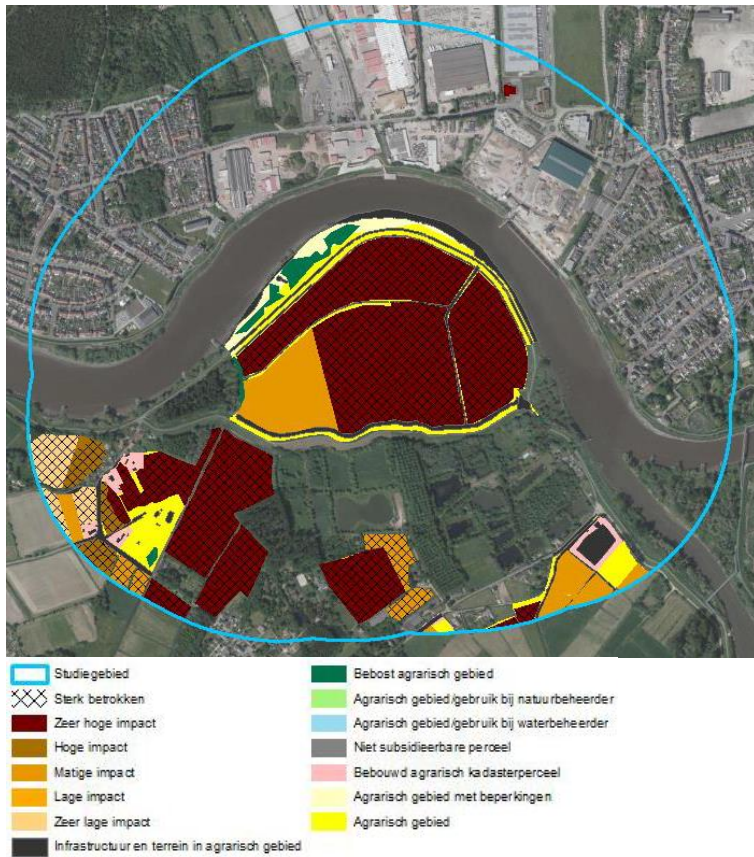 Studiegebied
Sterk betrokken
Zeer hoge impact
Hoge impact
Matige impact
Lage impact
Zeer lage impact
Infrastructuur en terrein in agrarisch gebied
Bebost agrarisch gebied
Agrarisch gebied/gebruik bij natuurbeheerder
Agrarisch gebied/gebruik bij waterbeheerder
Niet subsidieerbare perceel
Bebouwd agrarisch kadasterperceel
Agrarisch gebied met beperkingen
Agrarisch gebied